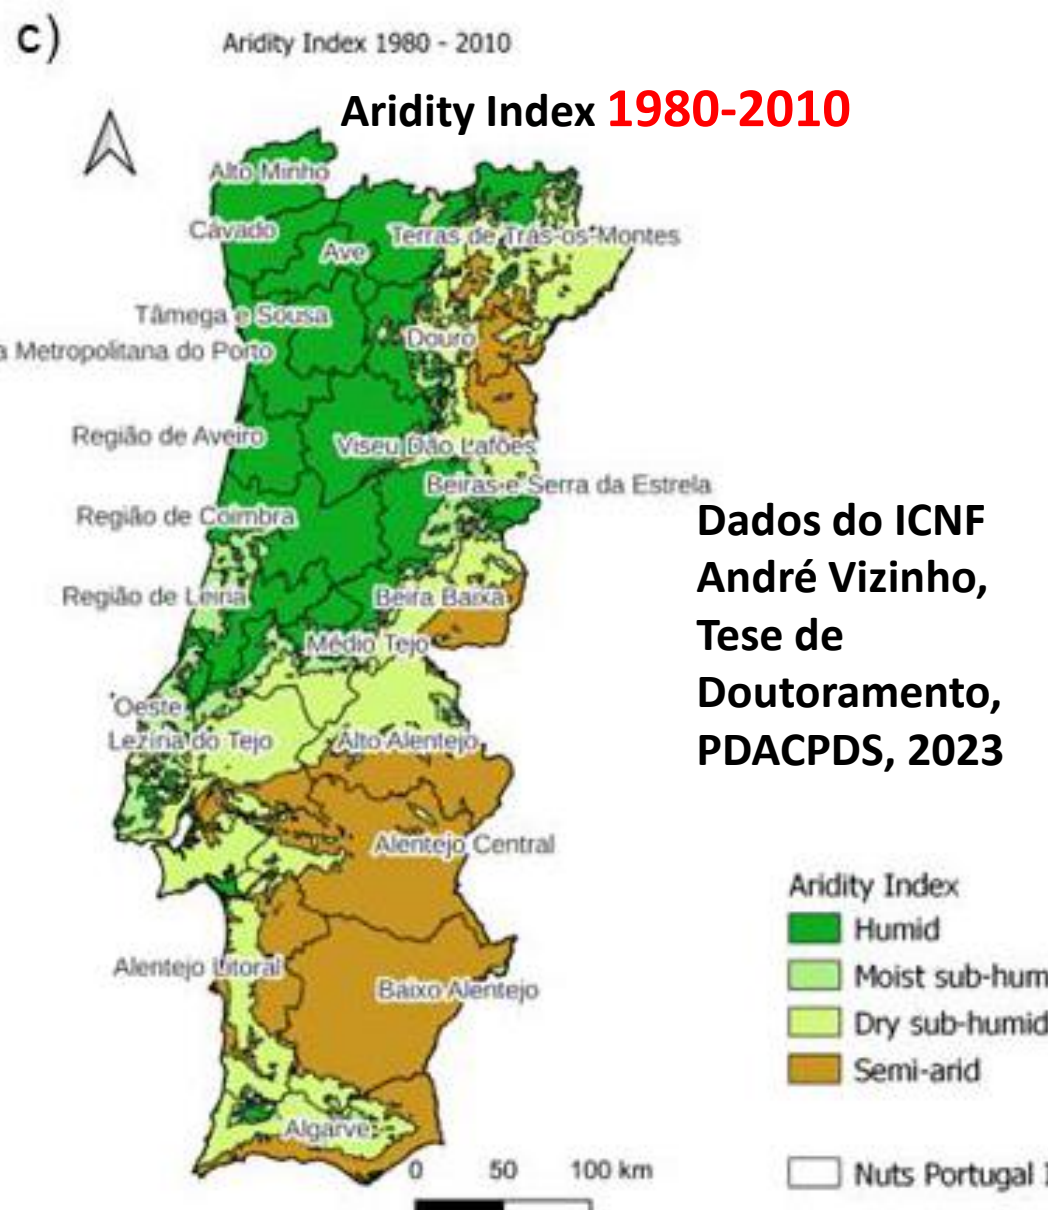 c)
Aridity Index 1980 - 2010
Aridity Index 1980-2010
Alto Minho
Cávado
Ave
Terras de Trás-os-Montes
Tâmega e Sousa
Douro
a Metropolitana do Porto
Região de Aveiro
Viseu Dão Lafões
Beiras e Serra da Estrela
Região de Coimbra
Dados do ICNF
André Vizinho,
Tese de
Doutoramento,
PDACPDS, 2023
Região de Leiria
Beira Baixa
Médio Tejo
Oeste
Lezíria do Tejo
Alto Alentejo
Alentejo Central
Alentejo Litoral
Baixo Alentejo
Algarve
Aridity Index
Humid
Moist sub-hum
Dry sub-humid
Semi-arid
Nuts Portugal I
0 50 100 km